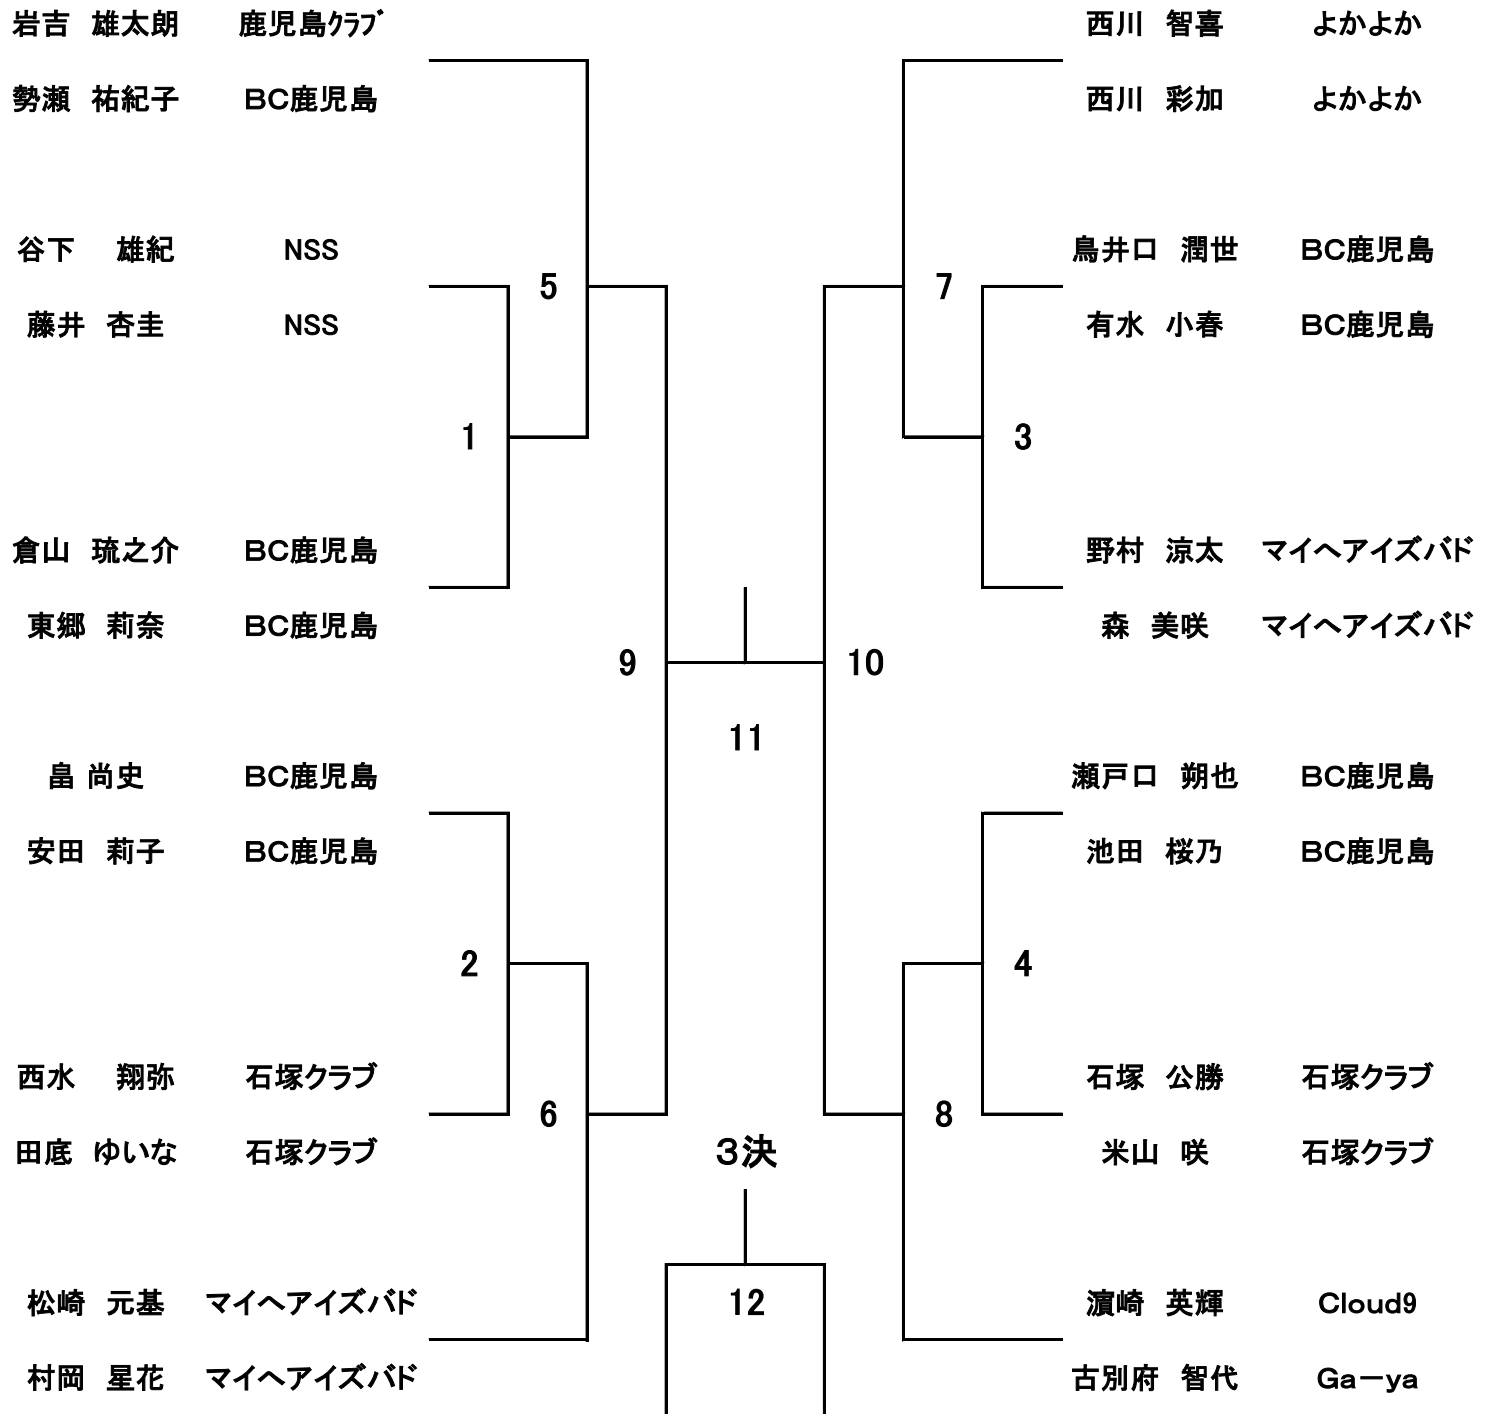 岩吉　雄太朗　鹿児島ｸﾗﾌﾞ
勢瀬　祐紀子　BC鹿児島
谷下　雄紀　NSS
5
藤井　杏圭　NSS
1
倉山　琉之介　BC鹿児島
東郷　莉奈　BC鹿児島
9
畠 尚史　BC鹿児島
安田　莉子　BC鹿児島
2
西水　翔弥　石塚クラブ
6
田底　ゆいな　石塚クラブ
松崎　元基　マイヘアイズバド
村岡　星花　マイヘアイズバド
11
3決
12
西川　智喜　よかよか
西川　彩加　よかよか
鳥井口　潤世　BC鹿児島
7
有水　小春　BC鹿児島
3
野村　涼太　マイヘアイズバド
森　美咲　マイヘアイズバド
10
瀬戸口　朔也　BC鹿児島
池田　桜乃　BC鹿児島
4
石塚　公勝　石塚クラブ
8
米山　咲　石塚クラブ
濵崎　英輝　Cloud9
古別府　智代　Ga－ya